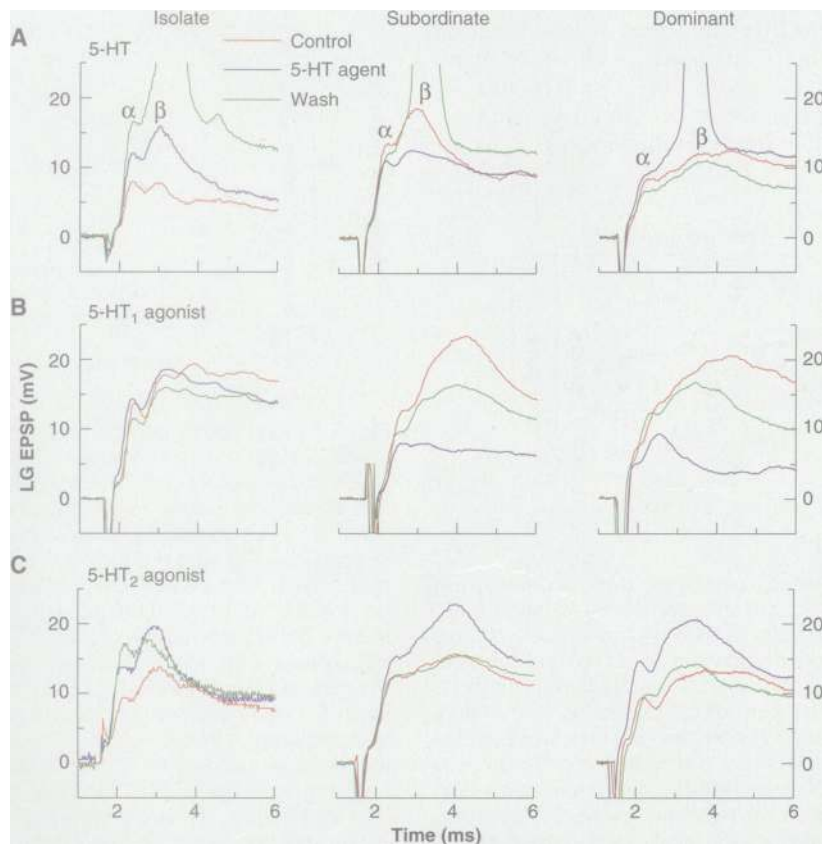 Isolate Subordinate Dominant
A 5-HT
Control
5-HT agent
Wash
α β
α β
α β
20
10
0
20
10
0
B 5-HT₁ agonist
LG EPSP (mV)
20
10
0
20
10
0
C 5-HT₂ agonist
20
10
0
20
10
0
2 4 6 2 4 6 2 4 6
Time (ms)